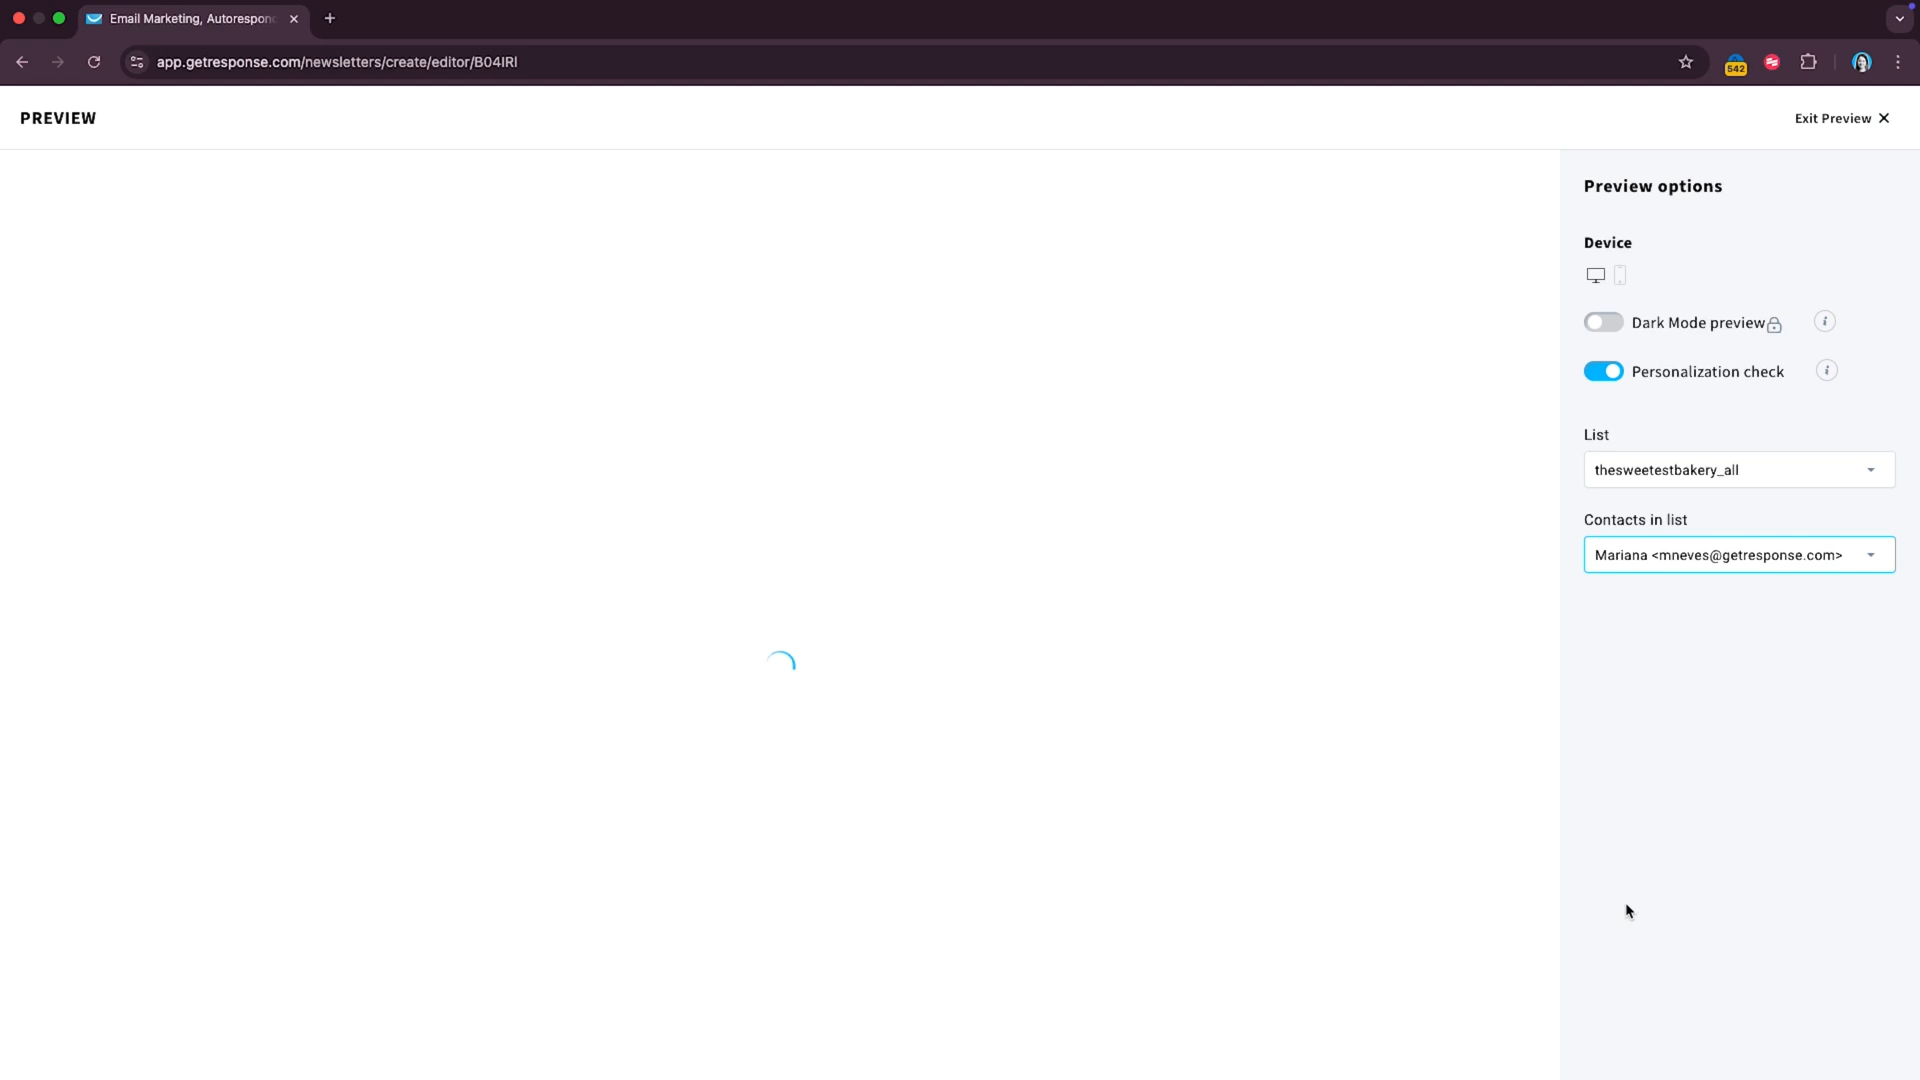 Email Marketing, Autorespon
app.getresponse.com/newsletters/create/editor/B04IRI
542
PREVIEW
Exit Preview
Preview options
Device
Dark Mode preview
Personalization check
List
thesweetestbakery_all
Contacts in list
Mariana <mneves@getresponse.com>